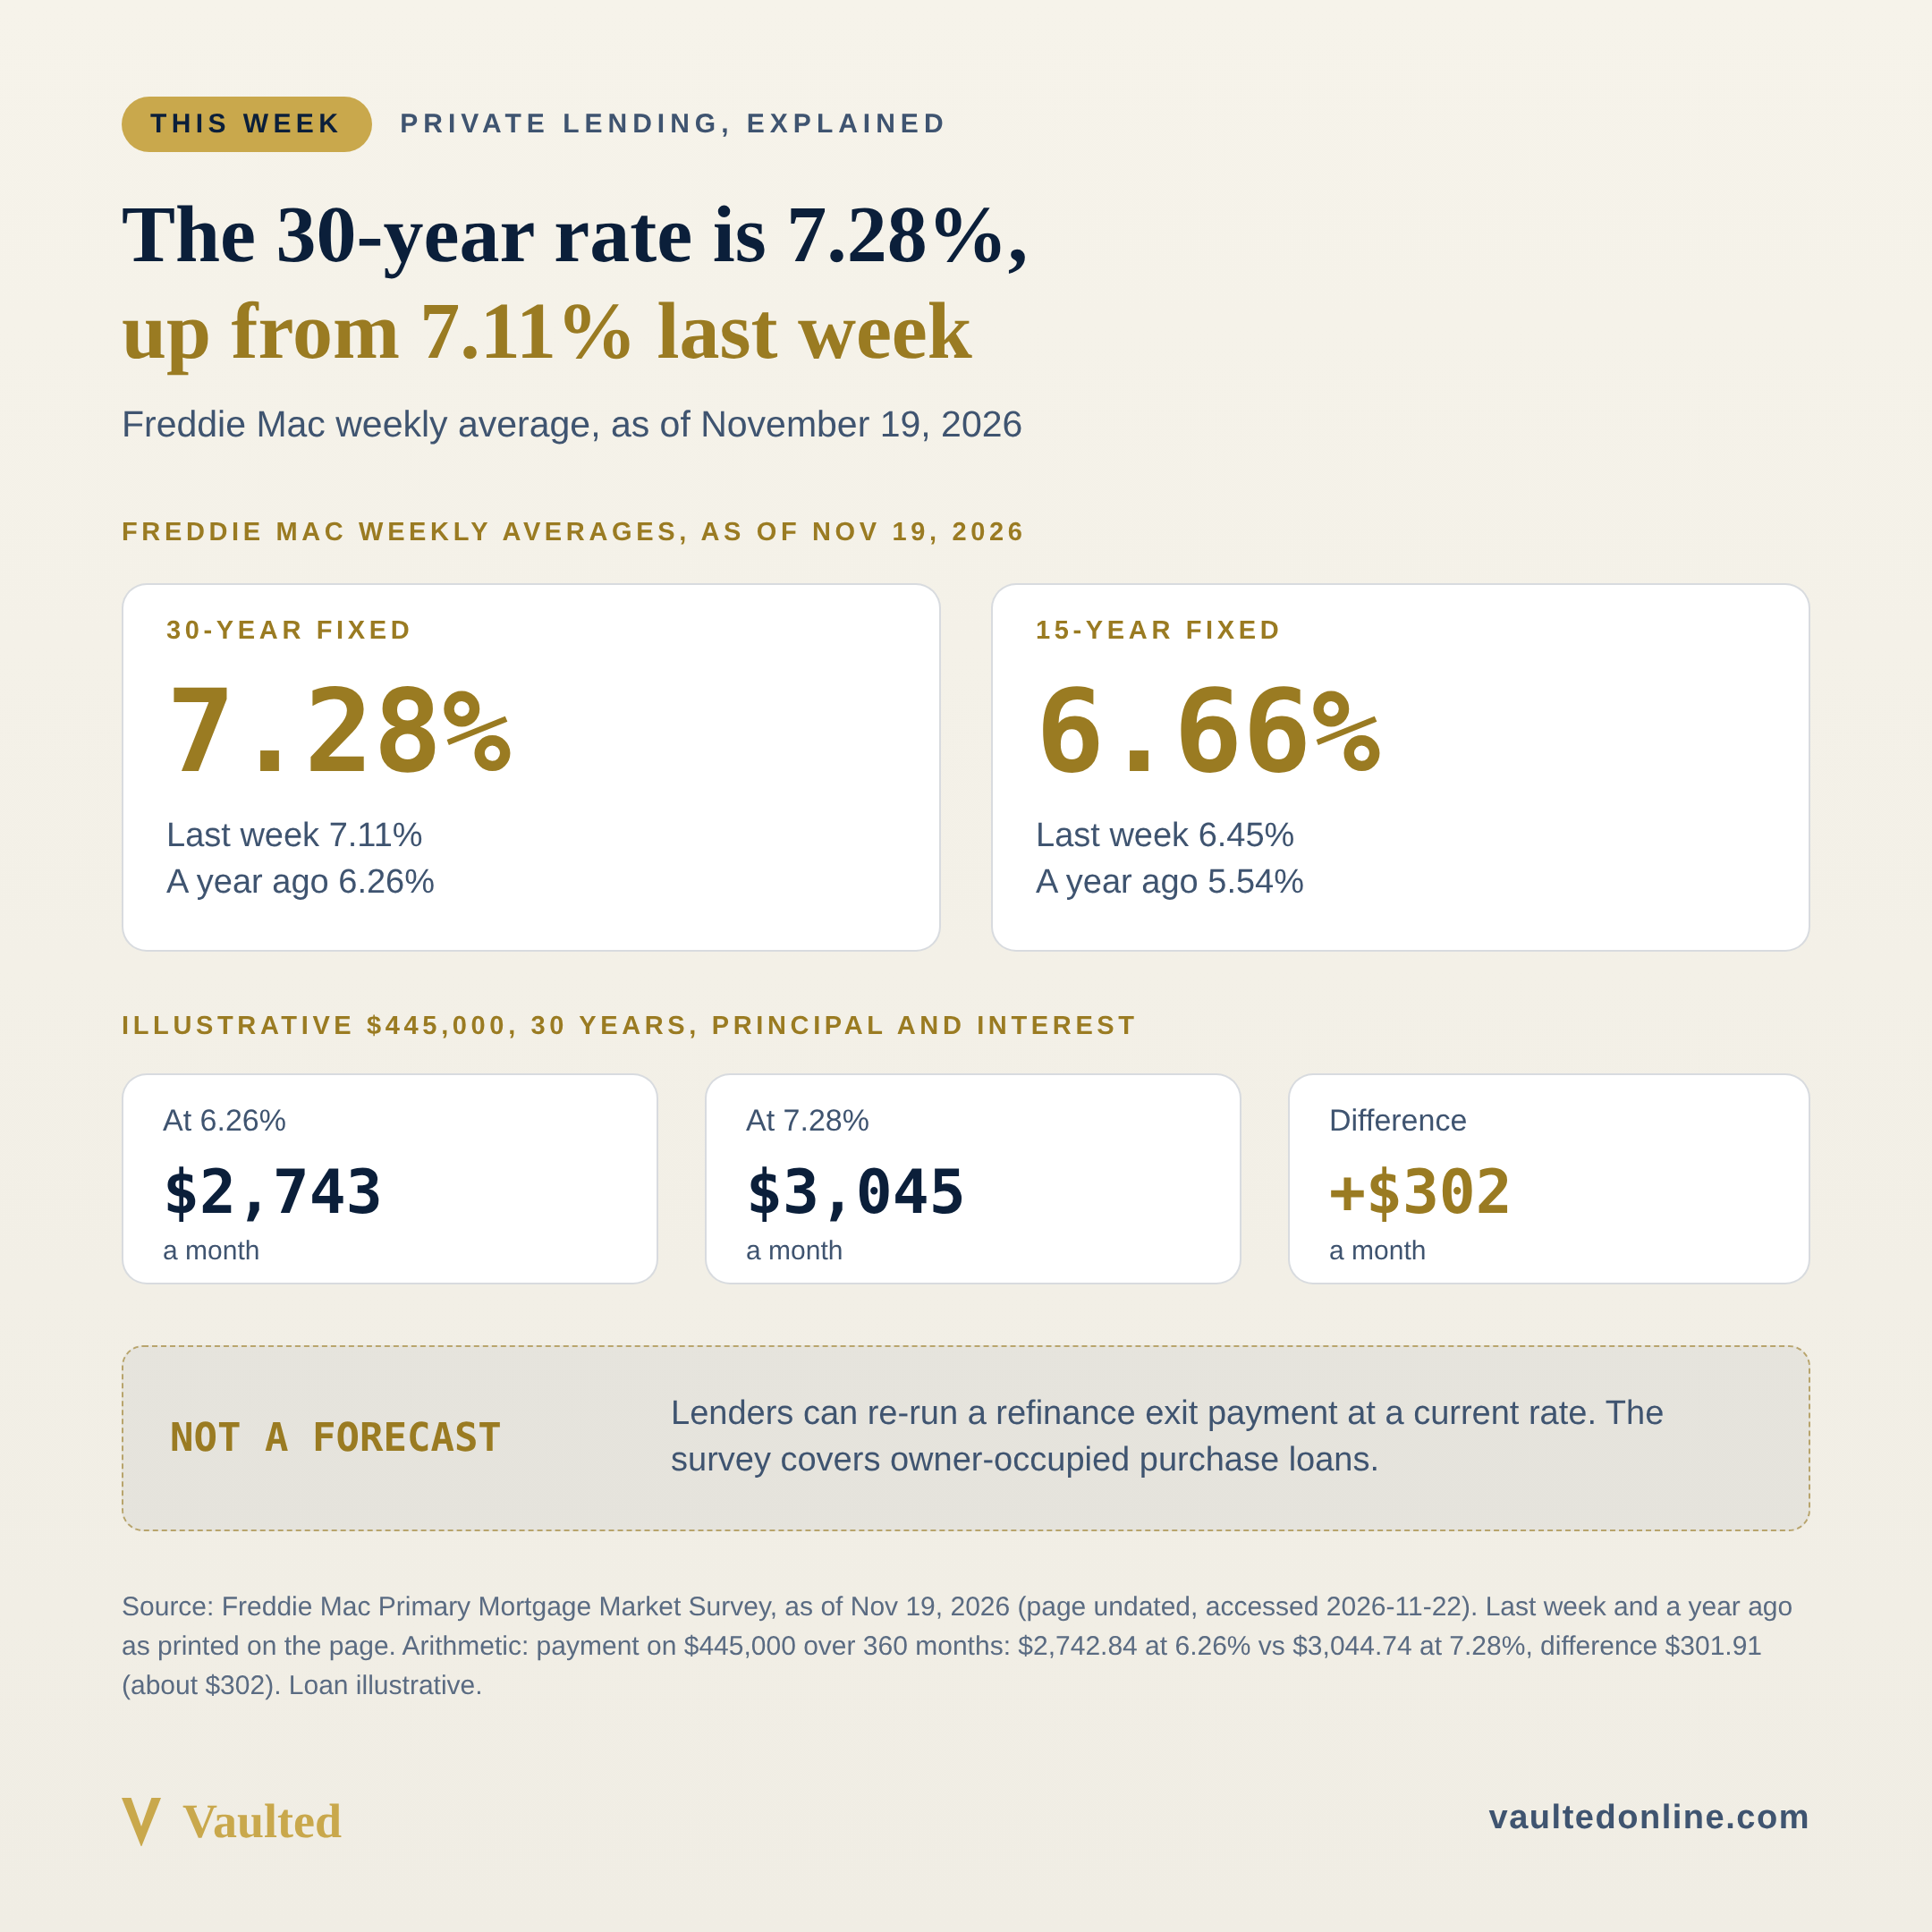 THIS WEEK
PRIVATE LENDING, EXPLAINED
The 30-year rate is 7.28%,
up from 7.11% last week
Freddie Mac weekly average, as of November 19, 2026
FREDDIE MAC WEEKLY AVERAGES, AS OF NOV 19, 2026
30-YEAR FIXED
7.28%
Last week 7.11%
A year ago 6.26%
15-YEAR FIXED
6.66%
Last week 6.45%
A year ago 5.54%
ILLUSTRATIVE $445,000, 30 YEARS, PRINCIPAL AND INTEREST
At 6.26%
$2,743
a month
At 7.28%
$3,045
a month
Difference
+$302
a month
NOT A FORECAST
Lenders can re-run a refinance exit payment at a current rate. The
survey covers owner-occupied purchase loans.
Source: Freddie Mac Primary Mortgage Market Survey, as of Nov 19, 2026 (page undated, accessed 2026-11-22). Last week and a year ago
as printed on the page. Arithmetic: payment on $445,000 over 360 months: $2,742.84 at 6.26% vs $3,044.74 at 7.28%, difference $301.91
(about $302). Loan illustrative.
Vaulted
vaultedonline.com